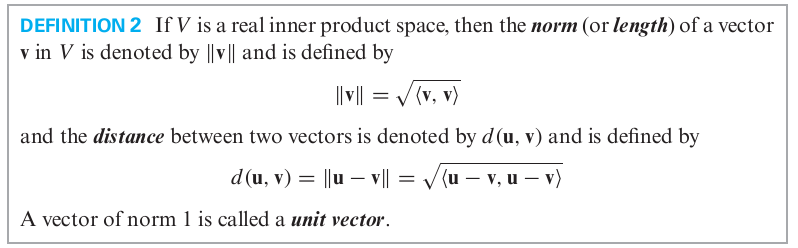 DEFINITION 2 If V is a real inner product space, then the norm (or length) of a vector
v in V is denoted by ‖v‖ and is defined by
‖v‖ = √⟨v, v⟩
and the distance between two vectors is denoted by d(u, v) and is defined by
d(u, v) = ‖u − v‖ = √⟨u − v, u − v⟩
A vector of norm 1 is called a unit vector.